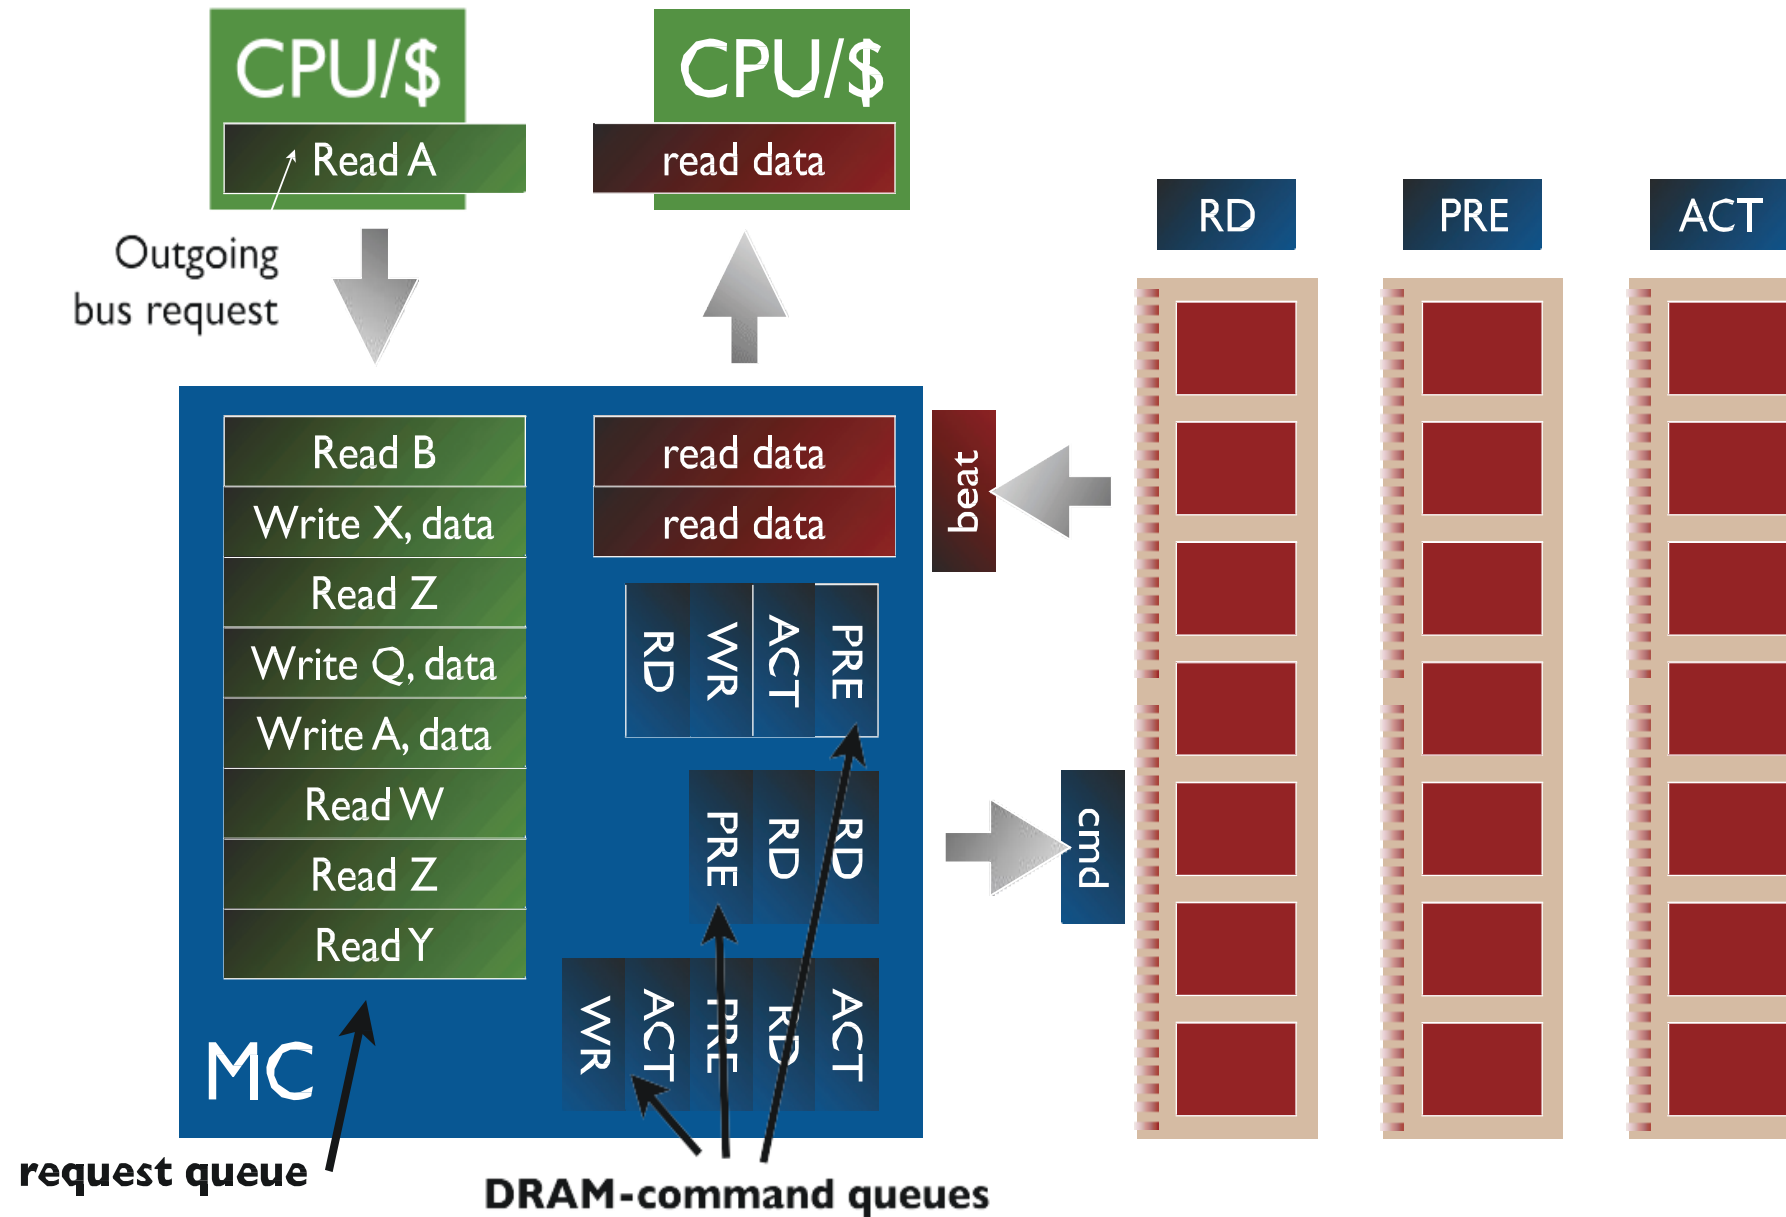 CPU/$
CPU/$
Read A
read data
Outgoing
bus request
RD
PRE
ACT
Read B
Write X, data
Read Z
Write Q, data
Write A, data
Read W
Read Z
Read Y
read data
read data
beat
RD
WR
ACT
PRE
PRE
RD
RD
cmd
WR
ACT
PRE
RD
ACT
MC
request queue
DRAM-command queues